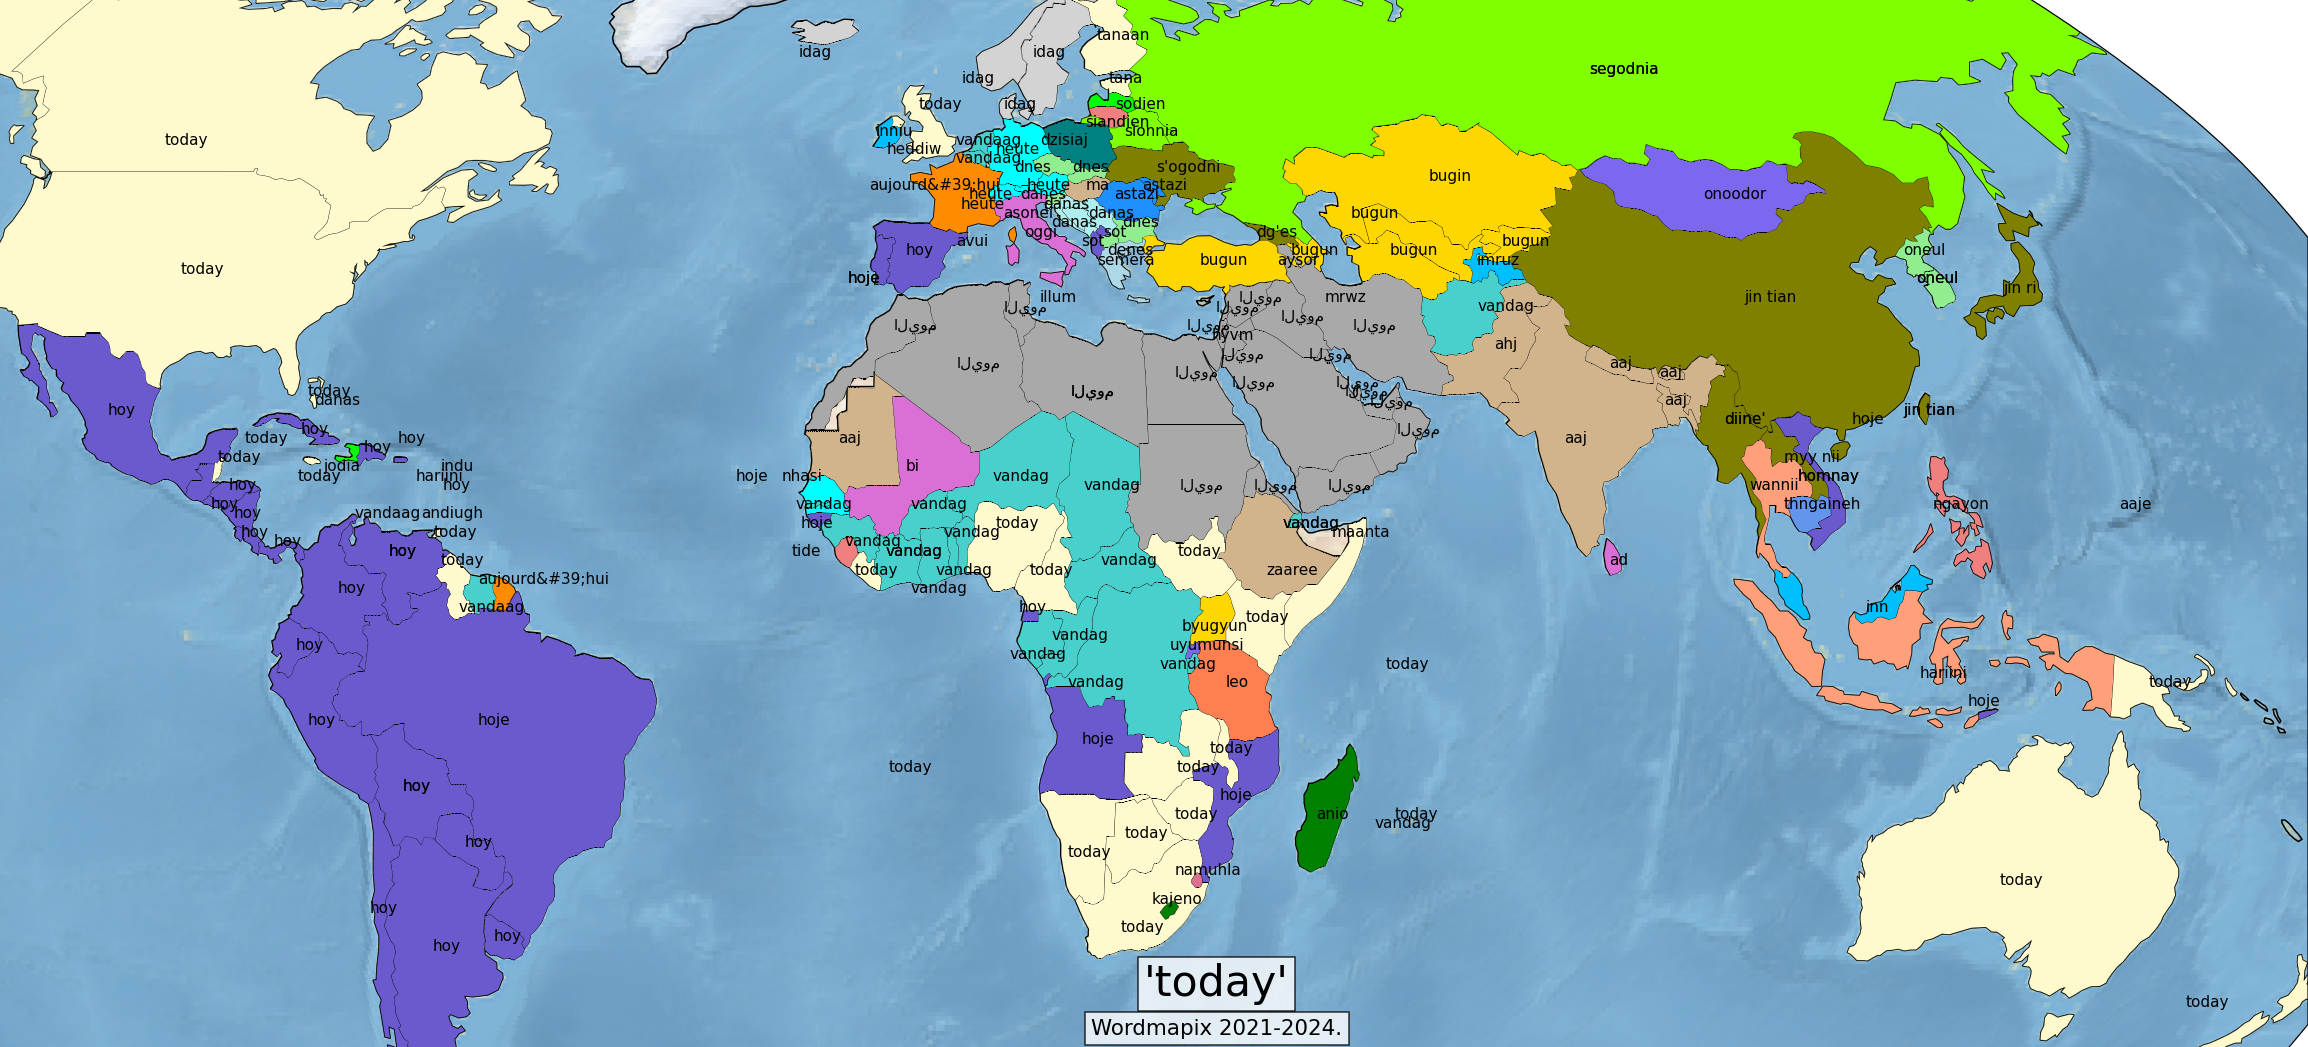 idag
idag
idag
tanaan
tana
segodnia
today
idag
sodien
today
inniu
heddiw
vandaag
heute
dzisiaj
siandien
siohnia
vandaag
dnes
dnes
s'ogodni
aujourd&#39;hui
heute
heute
danes
heute
ma
astazi
astazi
bugin
onoodor
asonei
danas
danas
danas
dnes
oggi
avui
hoy
hoje
sot
sot
denes
semera
dg'es
bugun
aysor
bugun
bugun
bugun
bugun
imruz
oneul
oneul
jin ri
jin tian
today
illum
اليوم
اليوم
اليوم
اليوم
اليوم
اليوم
mrwz
اليوم
hyvm
vandag
ahj
aaj
aaj
aaj
اليوم
اليوم
اليوم
اليوم
اليوم
اليوم
اليوم
اليوم
اليوم
اليوم
today
danas
hoy
hoy
hoy
hoy
today
today
jodia
today
indu
hariini
hoy
hoje
nhasi
aaj
bi
vandag
vandag
اليوم
اليوم
اليوم
aaj
diine'
hoje
jin tian
myy nii
homnay
wannii
thngaineh
ngayon
aaje
hoy
hoy
hoy
hoy
hoy
vandaag
andiugh
today
hoy
today
aujourd&#39;hui
vandaag
hoy
hoje
vandag
hoje
tide
vandag
today
vandag
vandag
vandag
vandag
vandag
today
today
vandag
today
vandag
maanta
zaaree
ad
hoy
vandag
vandag
vandag
byugyun
today
uyumunsi
vandag
leo
today
inn
hariini
hoje
today
hoy
hoy
hoje
hoje
today
today
today
hoje
today
today
today
anio
today
vandag
hoy
hoy
hoy
hoy
hoy
namuhla
kajeno
today
today
today
'today'
Wordmapix 2021-2024.